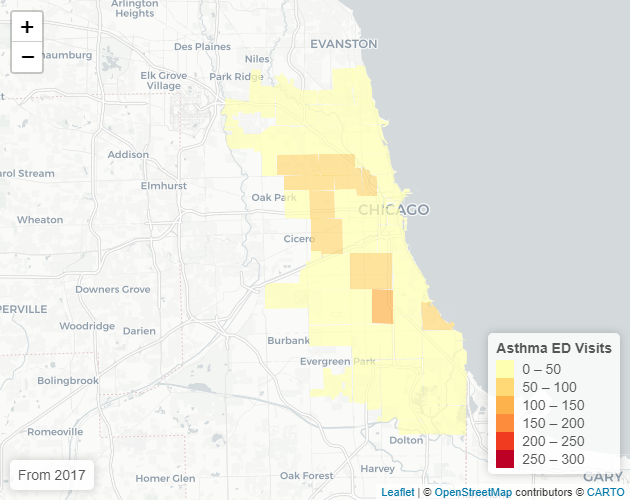 Arlington
Heights
+
−
EVANSTON
Des Plaines
haumburg
Niles
Elk Grove
Village
Park Ridge
Addison
arol Stream
Elmhurst
Oak Park
CHICAGO
Wheaton
Cicero
Downers Grove
PERVILLE
Woodridge
Darien
Burbank
Evergreen Park
Bolingbrook
Romeoville
Dolton
Harvey
Oak Forest
Homer Glen
GARY
Asthma ED Visits
0 – 50
50 – 100
100 – 150
150 – 200
200 – 250
250 – 300
From 2017
Leaflet | © OpenStreetMap contributors © CARTO